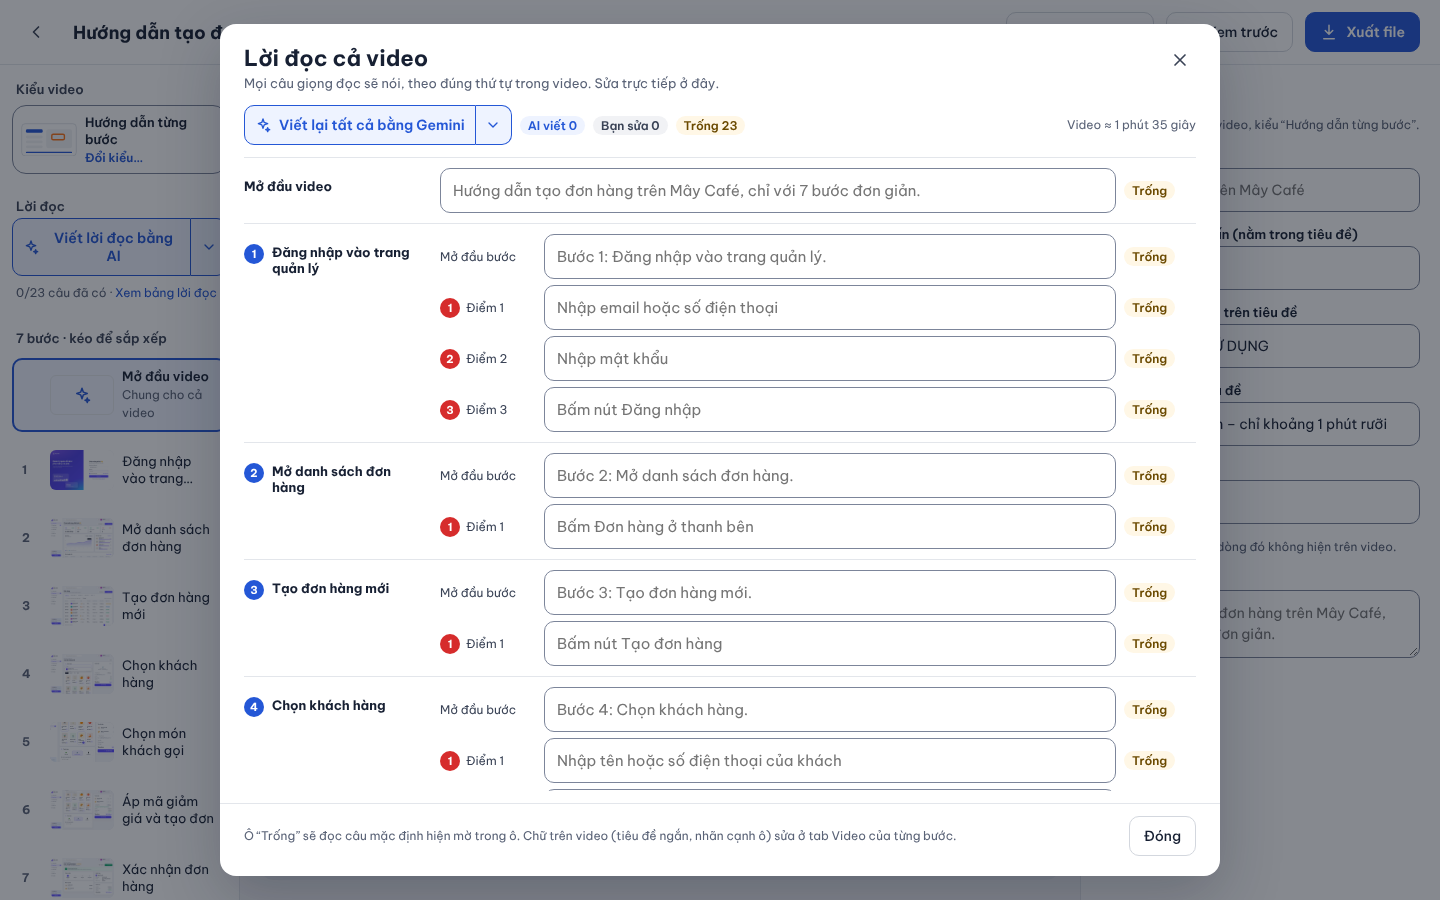 Hướng dẫn tạo đ
Xem trước
Xuất file
Kiểu video
Hướng dẫn từng
bước
Đổi kiểu...
Lời đọc
Viết lời đọc bằng
AI
0/23 câu đã có · Xem bảng lời đọc
7 bước · kéo để sắp xếp
Mở đầu video
Chung cho cả
video
1
Đăng nhập
vào trang...
2
Mở danh sách
đơn hàng
3
Tạo đơn hàng
mới
4
Chọn khách
hàng
5
Chọn món
khách gọi
6
Áp mã giảm
giá và tạo đơn
7
Xác nhận đơn
hàng
Lời đọc cả video
Mọi câu giọng đọc sẽ nói, theo đúng thứ tự trong video. Sửa trực tiếp ở đây.
Viết lại tất cả bằng Gemini
AI viết 0
Bạn sửa 0
Trống 23
Video ≈ 1 phút 35 giây
Mở đầu video
Hướng dẫn tạo đơn hàng trên Mây Café, chỉ với 7 bước đơn giản.
Trống
1
Đăng nhập vào trang
quản lý
Mở đầu bước
Bước 1: Đăng nhập vào trang quản lý.
Trống
1
Điểm 1
Nhập email hoặc số điện thoại
Trống
2
Điểm 2
Nhập mật khẩu
Trống
3
Điểm 3
Bấm nút Đăng nhập
Trống
2
Mở danh sách đơn
hàng
Mở đầu bước
Bước 2: Mở danh sách đơn hàng.
Trống
1
Điểm 1
Bấm Đơn hàng ở thanh bên
Trống
3
Tạo đơn hàng mới
Mở đầu bước
Bước 3: Tạo đơn hàng mới.
Trống
1
Điểm 1
Bấm nút Tạo đơn hàng
Trống
4
Chọn khách hàng
Mở đầu bước
Bước 4: Chọn khách hàng.
Trống
1
Điểm 1
Nhập tên hoặc số điện thoại của khách
Trống
Ô “Trống” sẽ đọc câu mặc định hiện mờ trong ô. Chữ trên video (tiêu đề ngắn, nhãn cạnh ô) sửa ở tab Video của từng bước.
Đóng
video, kiểu “Hướng dẫn từng bước”.
ên Mây Café
n (nằm trong tiêu đề)
trên tiêu đề
Ử DỤNG
đề
– chỉ khoảng 1 phút rưỡi
dòng đó không hiện trên video.
đơn hàng trên Mây Café,
ơn giản.